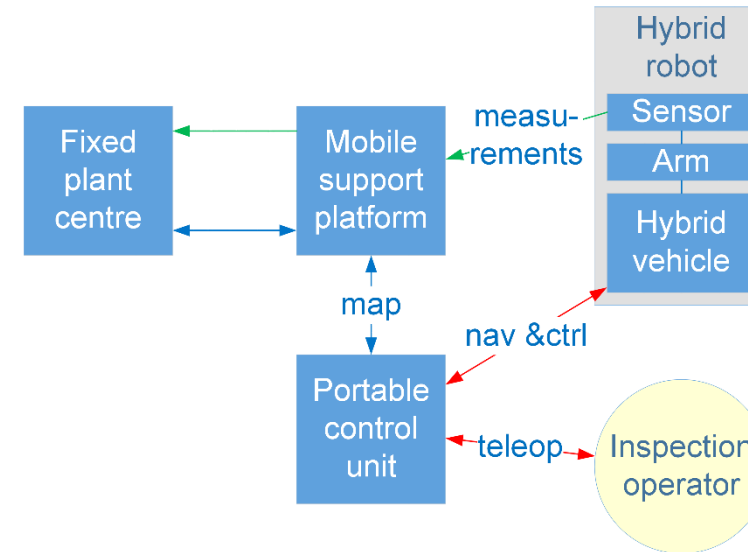 Hybrid
robot
Sensor
Arm
Hybrid
vehicle
measu-
rements
Fixed
plant
centre
Mobile
support
platform
map
nav &ctrl
Portable
control
unit
teleop
Inspection
operator